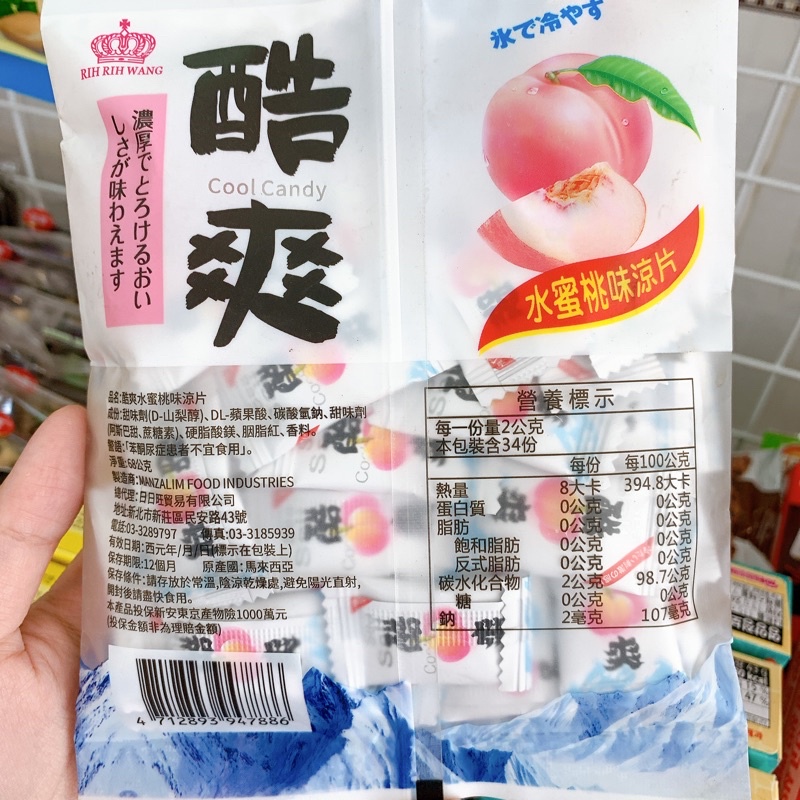 RIH RIH WANG
酷爽
Cool Candy
濃厚でとろけるおい
しさが味わえます
氷で冷やす
水蜜桃味涼片
品名:酷爽水蜜桃味涼片
成份:甜味劑(D-山梨醇)、DL-蘋果酸、碳酸氫鈉、甜味劑
(阿斯巴甜、蔗糖素)、硬脂酸鎂、胭脂紅、香料。
警語:「苯酮尿症患者不宜食用」。
淨重:68公克
製造商:MANZALIM FOOD INDUSTRIES
總代理:日日旺貿易有限公司
地址:新北市新莊區民安路43號
電話:03-3289797 傳真:03-3185939
有效日期:西元年/月/日(標示在包裝上)
保存期限:12個月 原產國:馬來西亞
保存條件:請存放於常溫,陰涼乾燥處,避免陽光直射,
開封後請盡快食用。
本產品投保新安東京產物險1000萬元
(投保金額非為理賠金額)
4 712893 947886
營養標示
每一份量2公克
本包裝含34份
每份 每100公克
熱量 8大卡 394.8大卡
蛋白質 0公克 0公克
脂肪 0公克 0公克
飽和脂肪 0公克 0公克
反式脂肪 0公克 0公克
碳水化合物 2公克 98.7公克
糖 0公克 0公克
鈉 2毫克 107毫克